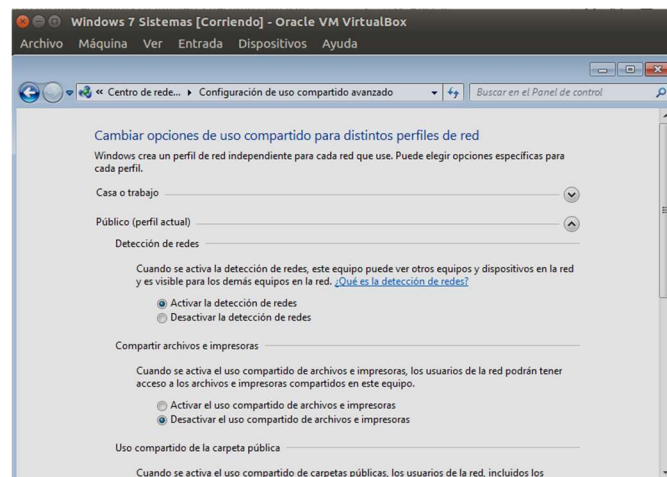 Windows 7 Sistemas [Corriendo] - Oracle VM VirtualBox
Archivo Máquina Ver Entrada Dispositivos Ayuda
« Centro de rede... Configuración de uso compartido avanzado Buscar en el Panel de control
Cambiar opciones de uso compartido para distintos perfiles de red
Windows crea un perfil de red independiente para cada red que use. Puede elegir opciones específicas para
cada perfil.
Casa o trabajo
Público (perfil actual)
Detección de redes
Cuando se activa la detección de redes, este equipo puede ver otros equipos y dispositivos en la red
y es visible para los demás equipos en la red. ¿Qué es la detección de redes?
Activar la detección de redes
Desactivar la detección de redes
Compartir archivos e impresoras
Cuando se activa el uso compartido de archivos e impresoras, los usuarios de la red podrán tener
acceso a los archivos e impresoras compartidos en este equipo.
Activar el uso compartido de archivos e impresoras
Desactivar el uso compartido de archivos e impresoras
Uso compartido de la carpeta pública
Cuando se activa el uso compartido de carpetas públicas, los usuarios de la red, incluidos los